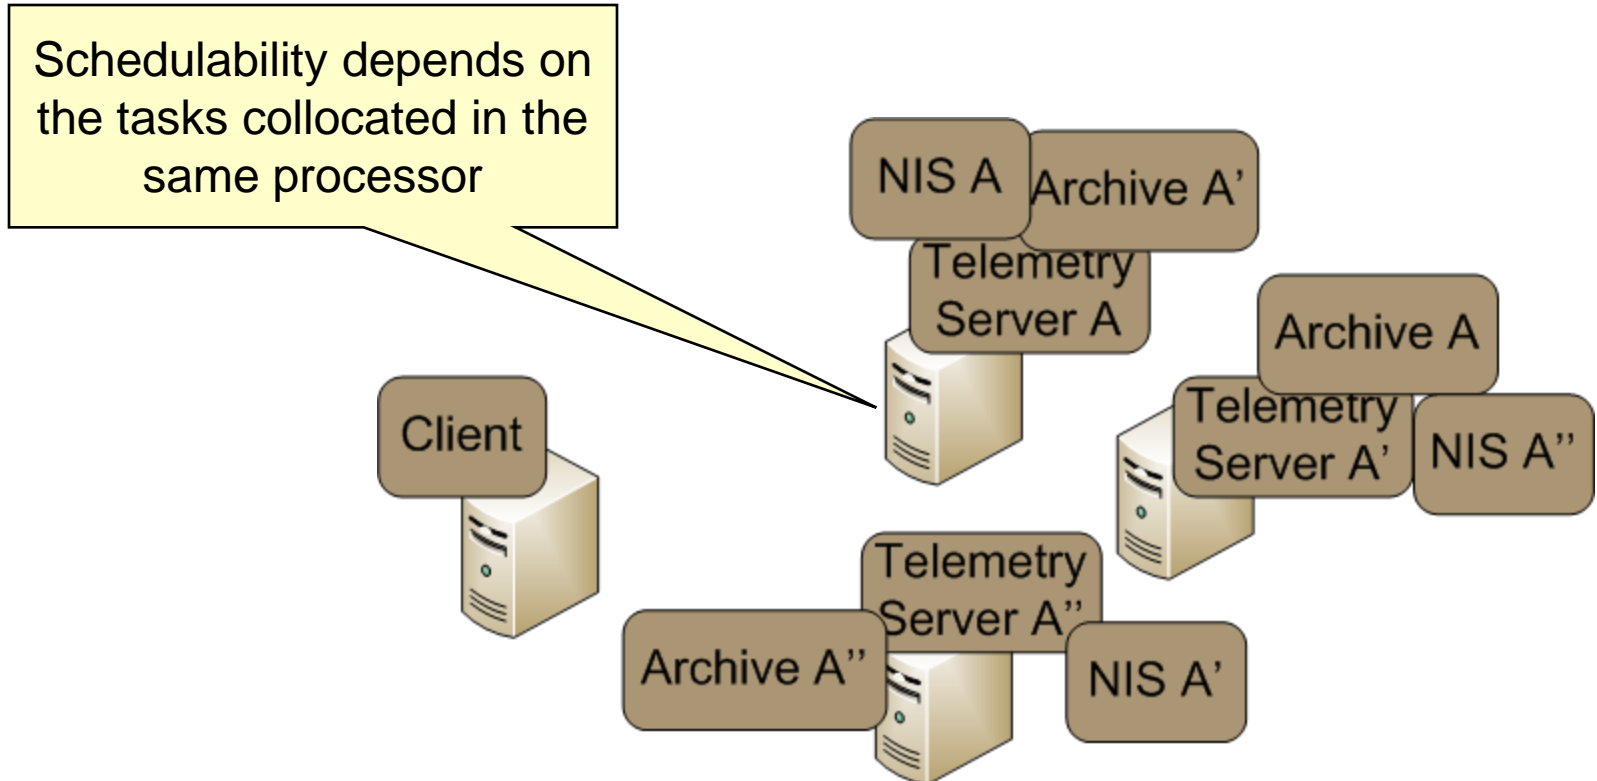 Schedulability depends on
the tasks collocated in the
same processor
NIS A
Archive A’
Telemetry
Server A
Archive A
Telemetry
Server A’
NIS A’’
Client
Telemetry
Server A’’
Archive A’’
NIS A’